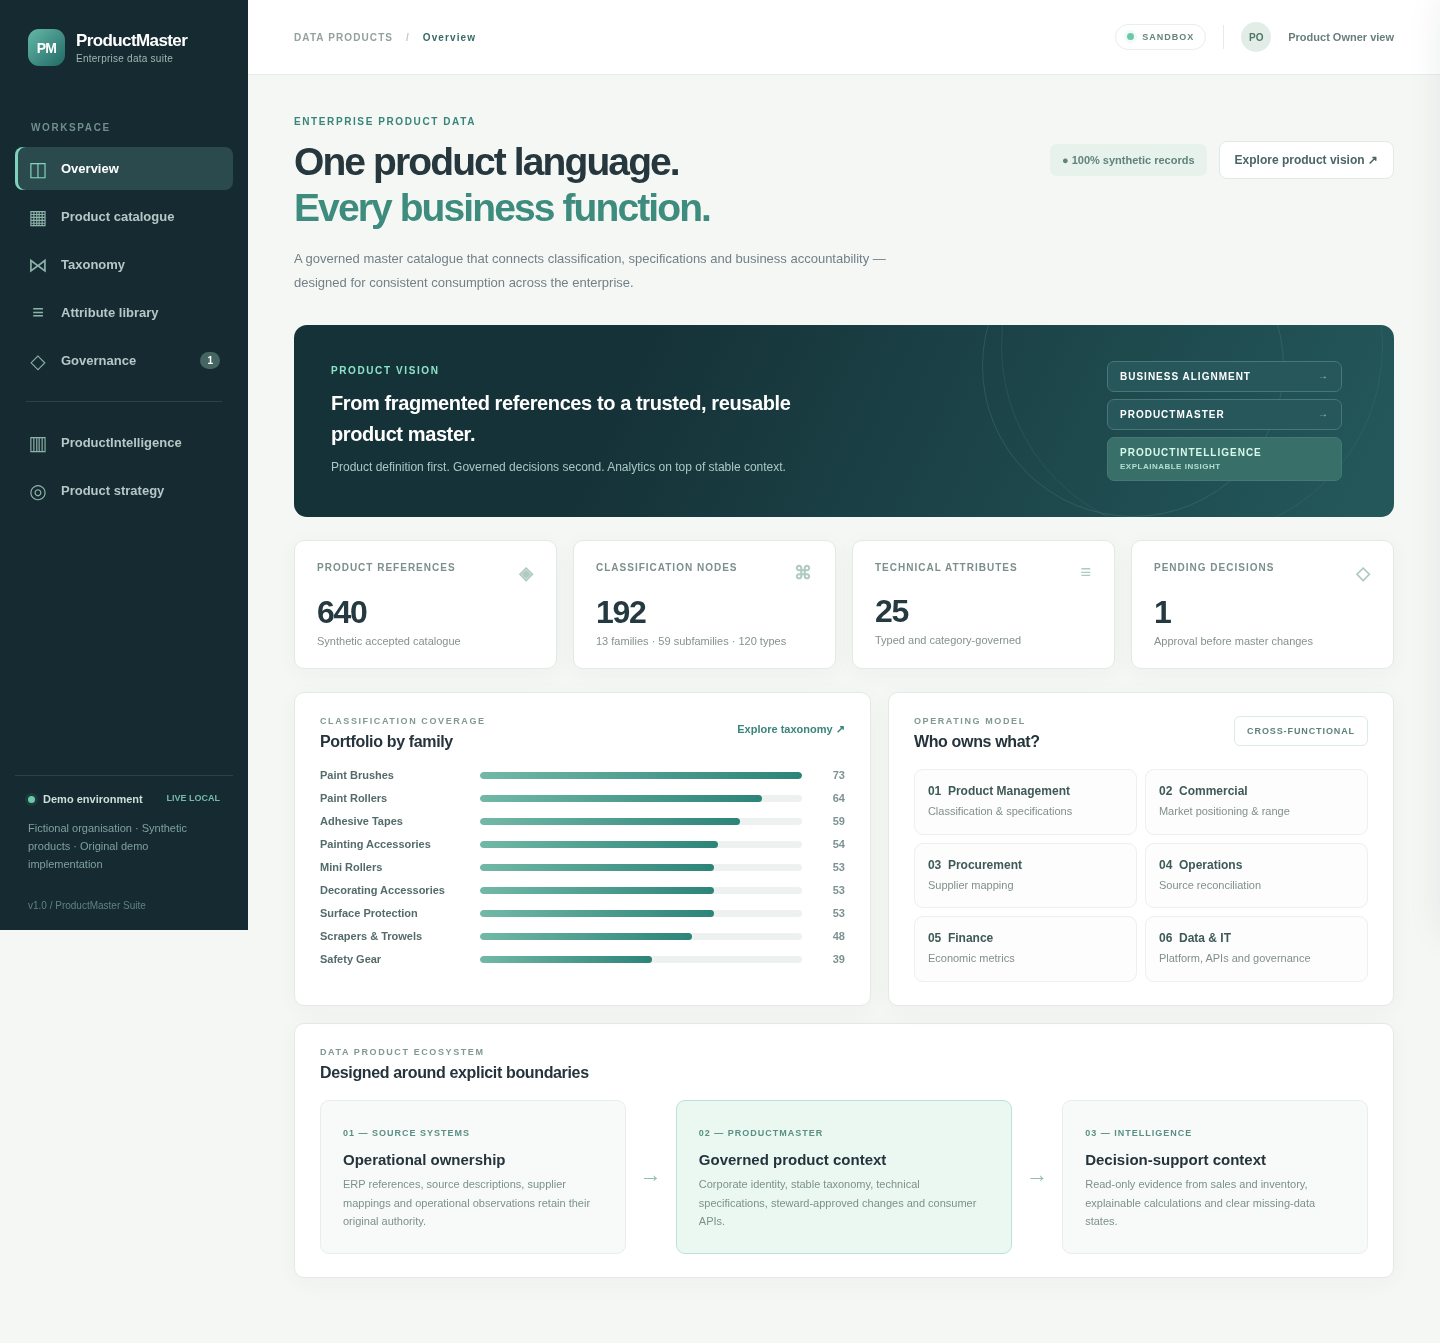 PM
ProductMaster
Enterprise data suite
WORKSPACE
Overview
Product catalogue
Taxonomy
Attribute library
Governance 1
ProductIntelligence
Product strategy
Demo environment LIVE LOCAL
Fictional organisation · Synthetic
products · Original demo
implementation
v1.0 / ProductMaster Suite
DATA PRODUCTS / Overview
SANDBOX
PO Product Owner view
ENTERPRISE PRODUCT DATA
One product language.
Every business function.
A governed master catalogue that connects classification, specifications and business accountability —
designed for consistent consumption across the enterprise.
● 100% synthetic records
Explore product vision ↗
PRODUCT VISION
From fragmented references to a trusted, reusable
product master.
Product definition first. Governed decisions second. Analytics on top of stable context.
BUSINESS ALIGNMENT →
PRODUCTMASTER →
PRODUCTINTELLIGENCE
EXPLAINABLE INSIGHT
PRODUCT REFERENCES
640
Synthetic accepted catalogue
CLASSIFICATION NODES
192
13 families · 59 subfamilies · 120 types
TECHNICAL ATTRIBUTES
25
Typed and category-governed
PENDING DECISIONS
1
Approval before master changes
CLASSIFICATION COVERAGE
Portfolio by family
Explore taxonomy ↗
Paint Brushes 73
Paint Rollers 64
Adhesive Tapes 59
Painting Accessories 54
Mini Rollers 53
Decorating Accessories 53
Surface Protection 53
Scrapers & Trowels 48
Safety Gear 39
OPERATING MODEL
Who owns what?
CROSS-FUNCTIONAL
01 Product Management
Classification & specifications
02 Commercial
Market positioning & range
03 Procurement
Supplier mapping
04 Operations
Source reconciliation
05 Finance
Economic metrics
06 Data & IT
Platform, APIs and governance
DATA PRODUCT ECOSYSTEM
Designed around explicit boundaries
01 — SOURCE SYSTEMS
Operational ownership
ERP references, source descriptions, supplier
mappings and operational observations retain their
original authority.
→
02 — PRODUCTMASTER
Governed product context
Corporate identity, stable taxonomy, technical
specifications, steward-approved changes and consumer
APIs.
→
03 — INTELLIGENCE
Decision-support context
Read-only evidence from sales and inventory,
explainable calculations and clear missing-data
states.